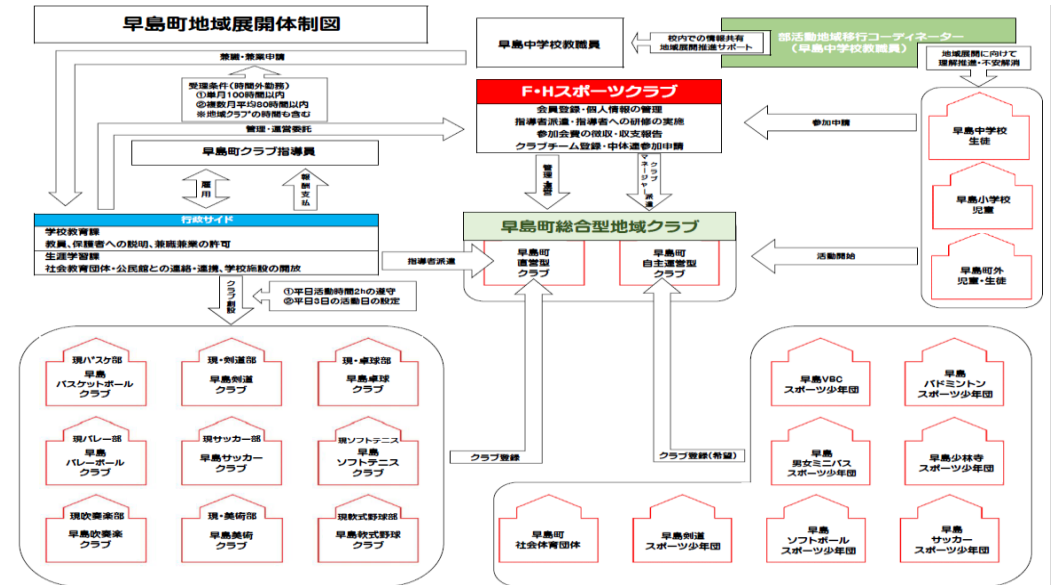 早島町地域展開体制図
早島中学校教職員
校内での情報共有
地域展開推進サポート
部活動地域移行コーディネーター
（早島中学校教職員）
兼職・兼業申請
地域展開に向けて
理解推進・不安解消
受理条件（時間外勤務）
①単月100時間以内
②複数月平均80時間以内
※地域クラブの時間も含む
F・Hスポーツクラブ
会員登録・個人情報の管理
指導者派遣・指導者への研修の実施
参加会費の徴収・収支報告
クラブチーム登録・中体連参加申請
管理・運営委託
参加申請
早島中学校
生徒
早島町クラブ指導員
雇用
報酬支払
管理・運営
クラブ
マネージャー派遣
早島小学校
児童
行政サイド
学校教育課
教員、保護者への説明、兼職兼業の許可
生涯学習課
社会教育団体・公民館との連絡・連携、学校施設の開放
指導者派遣
早島町総合型地域クラブ
早島町
直営型
クラブ
早島町
自主運営型
クラブ
活動開始
早島町外
児童・生徒
クラブ創設
①平日活動時間2hの遵守
②平日3日の活動日の設定
現バスケ部
早島
バスケットボール
クラブ
現・剣道部
早島剣道
クラブ
現・卓球部
早島卓球
クラブ
早島VBC
スポーツ少年団
早島
バドミントン
スポーツ少年団
現バレー部
早島
バレーボール
クラブ
現サッカー部
早島サッカー
クラブ
現ソフトテニス
早島
ソフトテニス
クラブ
クラブ登録
クラブ登録（希望）
早島
男女ミニバス
スポーツ少年団
早島少林寺
スポーツ少年団
現吹奏楽部
早島吹奏楽
クラブ
現・美術部
早島美術
クラブ
現軟式野球部
早島軟式野球
クラブ
早島町
社会体育団体
早島剣道
スポーツ少年団
早島
ソフトボール
スポーツ少年団
早島
サッカー
スポーツ少年団